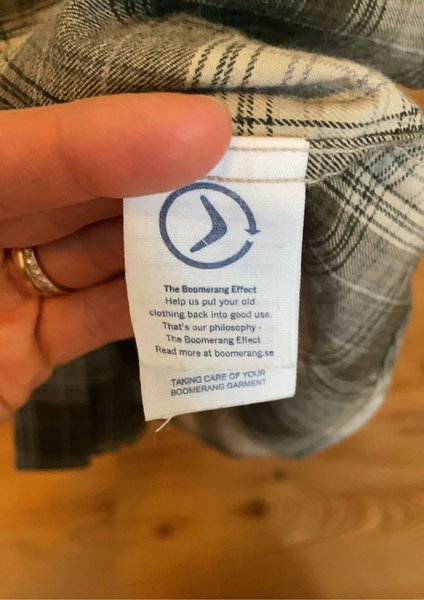 The Boomerang Effect
Help us put your old
clothing back into good use.
That's our philosophy -
The Boomerang Effect
Read more at boomerang.se
TAKING CARE OF YOUR
BOOMERANG GARMENT